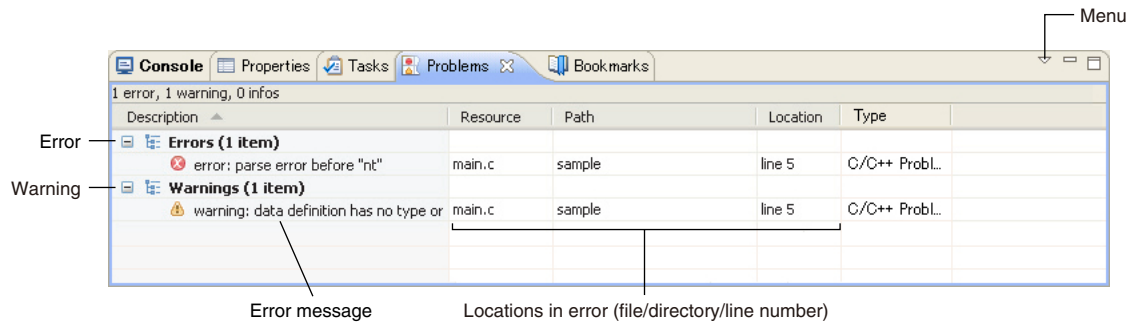 Menu
Console Properties Tasks Problems Bookmarks
1 error, 1 warning, 0 infos
Description Resource Path Location Type
Error
Errors (1 item)
error: parse error before "nt" main.c sample line 5 C/C++ Probl...
Warning
Warnings (1 item)
warning: data definition has no type or main.c sample line 5 C/C++ Probl...
Error message
Locations in error (file/directory/line number)